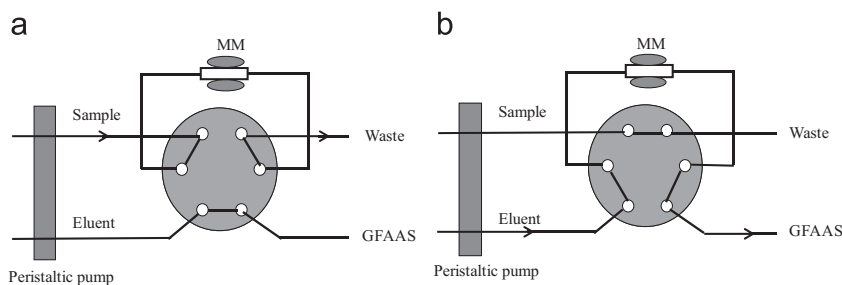 a
MM
Sample
Waste
Eluent
GFAAS
Peristaltic pump
b
MM
Sample
Waste
Eluent
GFAAS
Peristaltic pump